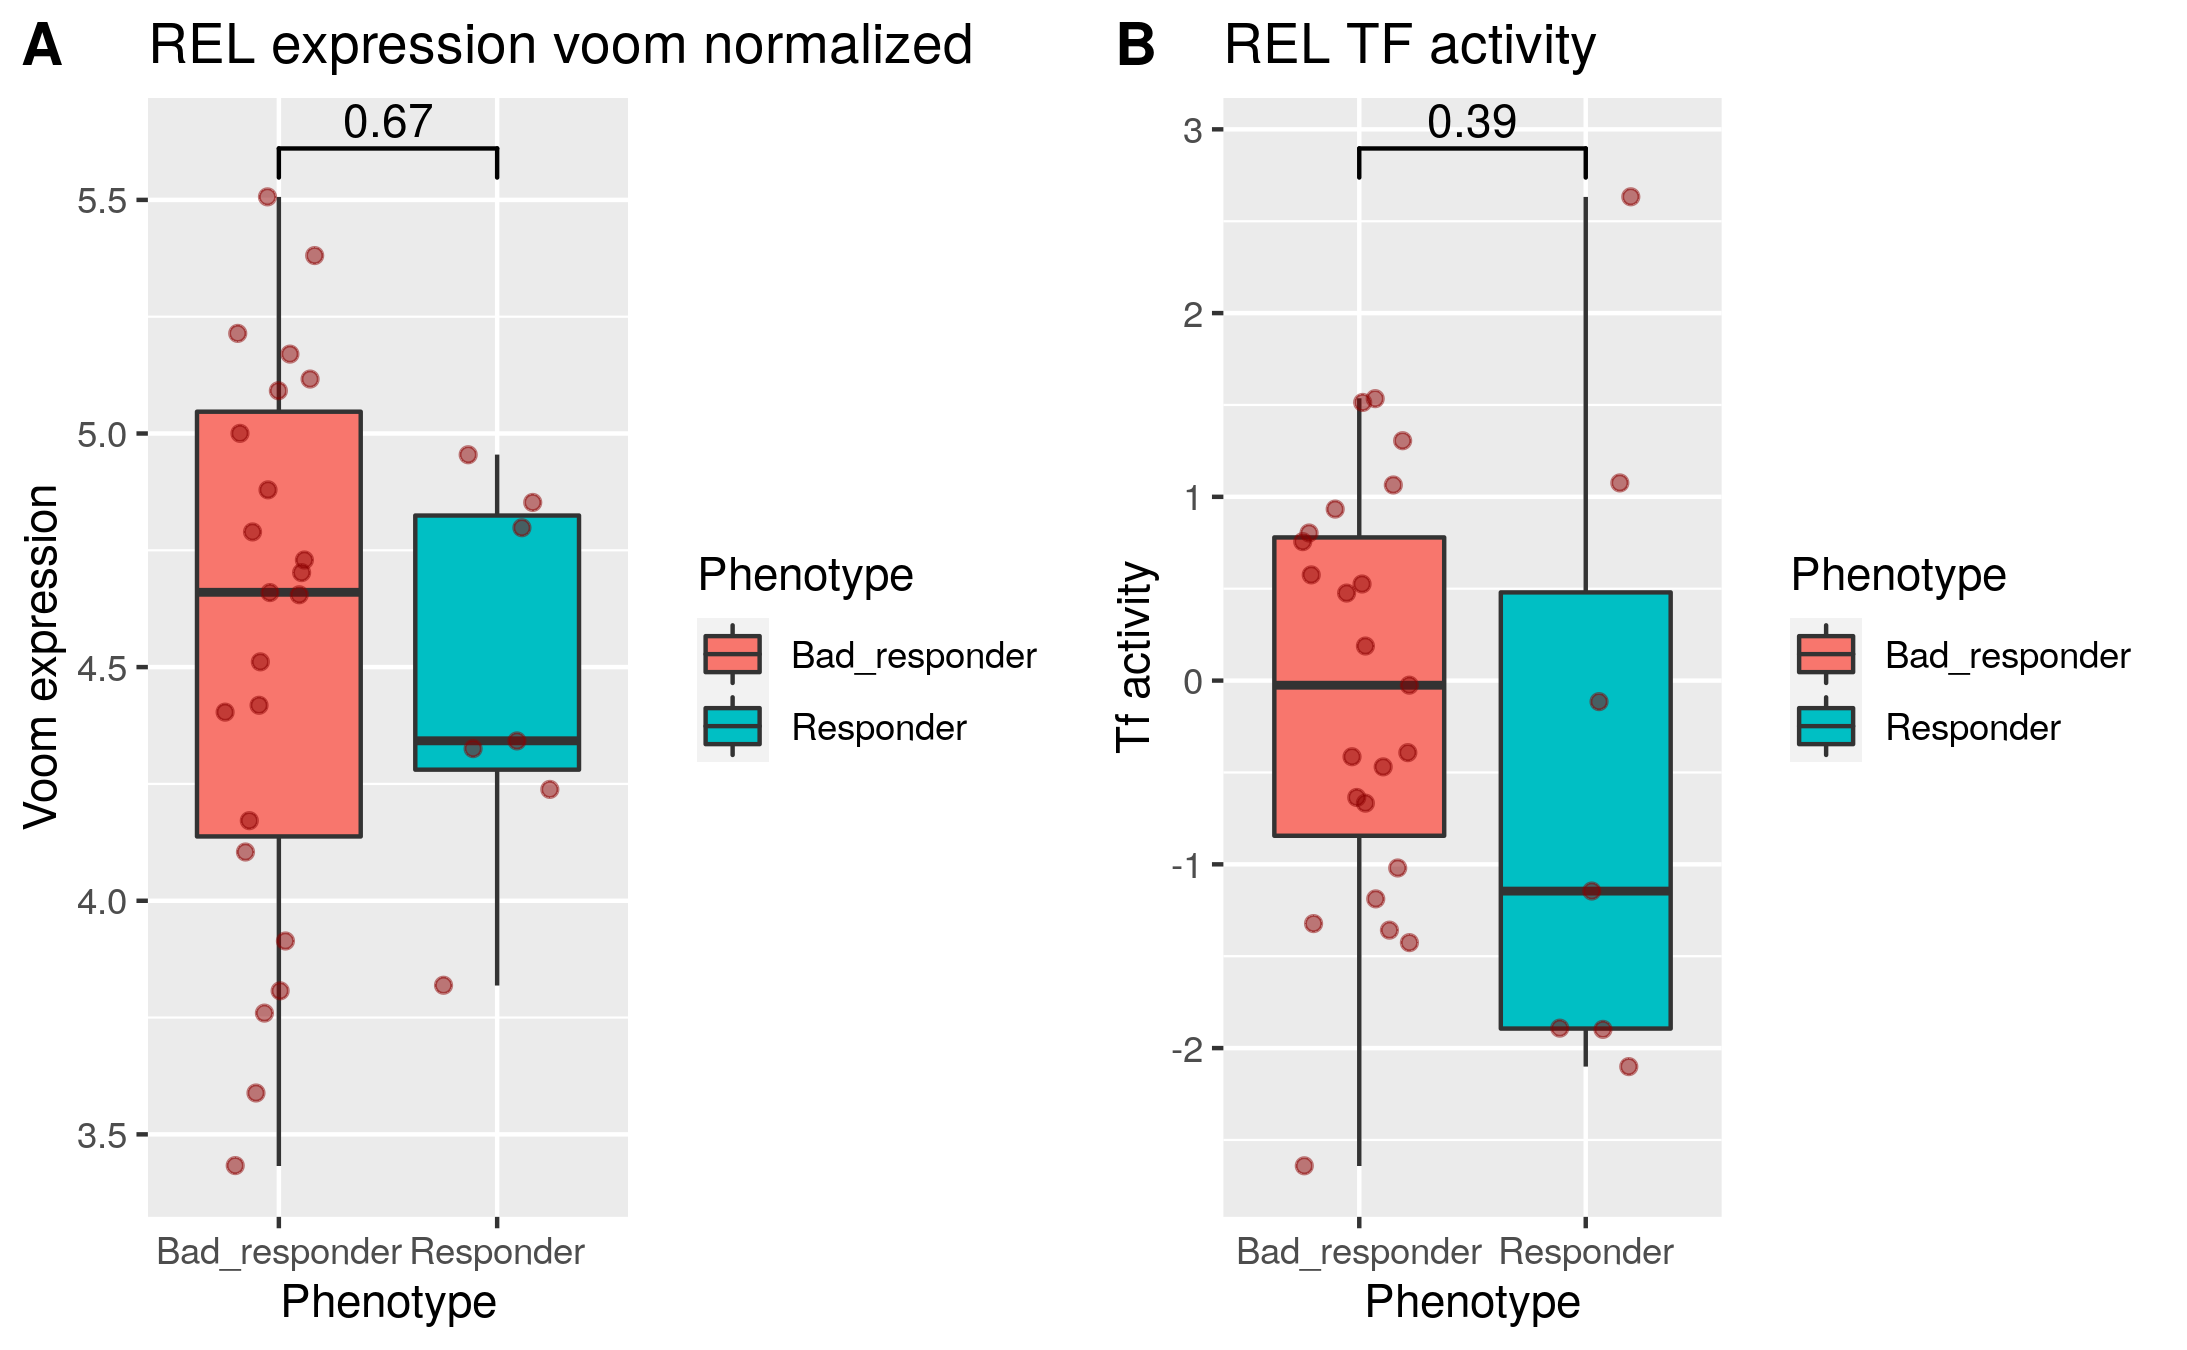 A REL expression voom normalized
0.67
5.5
5.0
4.5
4.0
3.5
Voom expression
Bad_responder Responder
Phenotype
Phenotype
Bad_responder
Responder
B REL TF activity
0.39
3
2
1
0
-1
-2
Tf activity
Bad_responder Responder
Phenotype
Phenotype
Bad_responder
Responder